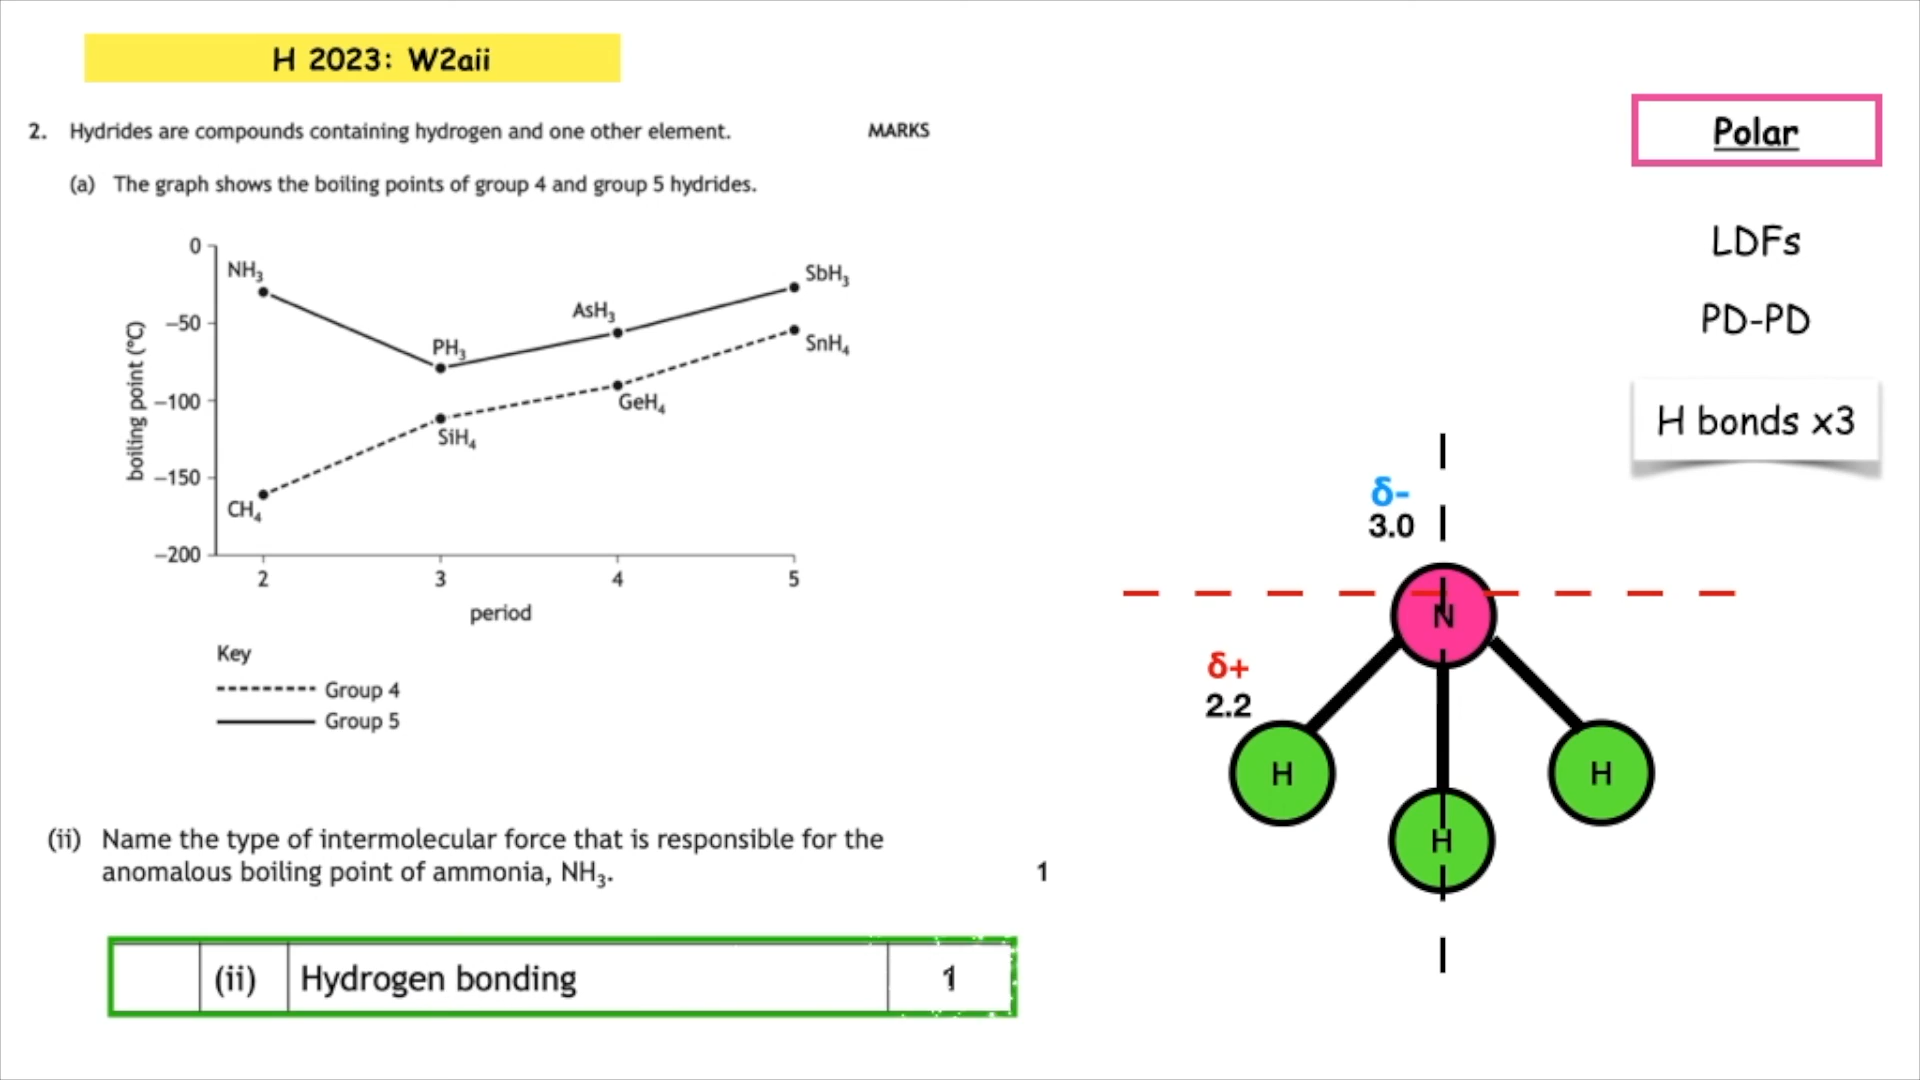 H 2023: W2aii
2. Hydrides are compounds containing hydrogen and one other element. MARKS
(a) The graph shows the boiling points of group 4 and group 5 hydrides.
boiling point (°C)
0
−50
−100
−150
−200
NH₃
PH₃
AsH₃
SbH₃
CH₄
SiH₄
GeH₄
SnH₄
2 3 4 5
period
Key
Group 4
Group 5
(ii) Name the type of intermolecular force that is responsible for the
anomalous boiling point of ammonia, NH₃. 1
(ii) Hydrogen bonding 1
Polar
LDFs
PD-PD
H bonds x3
δ-
3.0
N
δ+
2.2
H
H
H